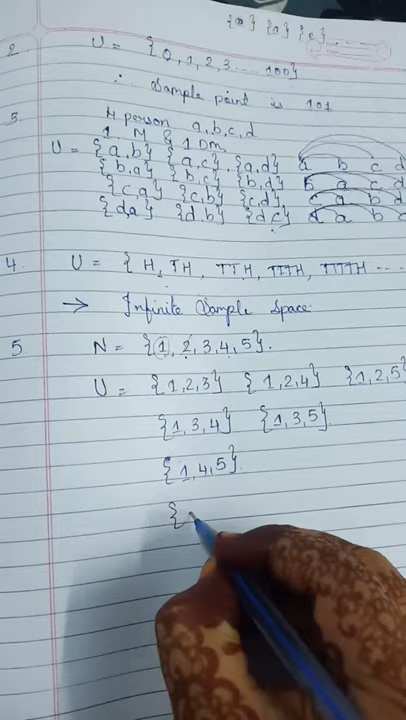 {a} {b} {c}
2. U = {0, 1, 2, 3 .... 100}
∴ Sample point is 101
3 4 person a, b, c, d
1 M & 1 Dm.
U = {a,b} {a,c}, {a,d} a b c d
{b,a} {b,c} {b,d} b a c d
{c,a} {c,b} {c,d} c a b d
{d,a} {d,b} {d,c} d a b c
4 U = { H, TH, TTH, TTTH, TTTTH ...
→ Infinite Sample Space
5 N = {1, 2, 3, 4, 5}.
U = {1,2,3} {1,2,4} {1,2,5}
{1,3,4} {1,3,5}
{1,4,5}
{